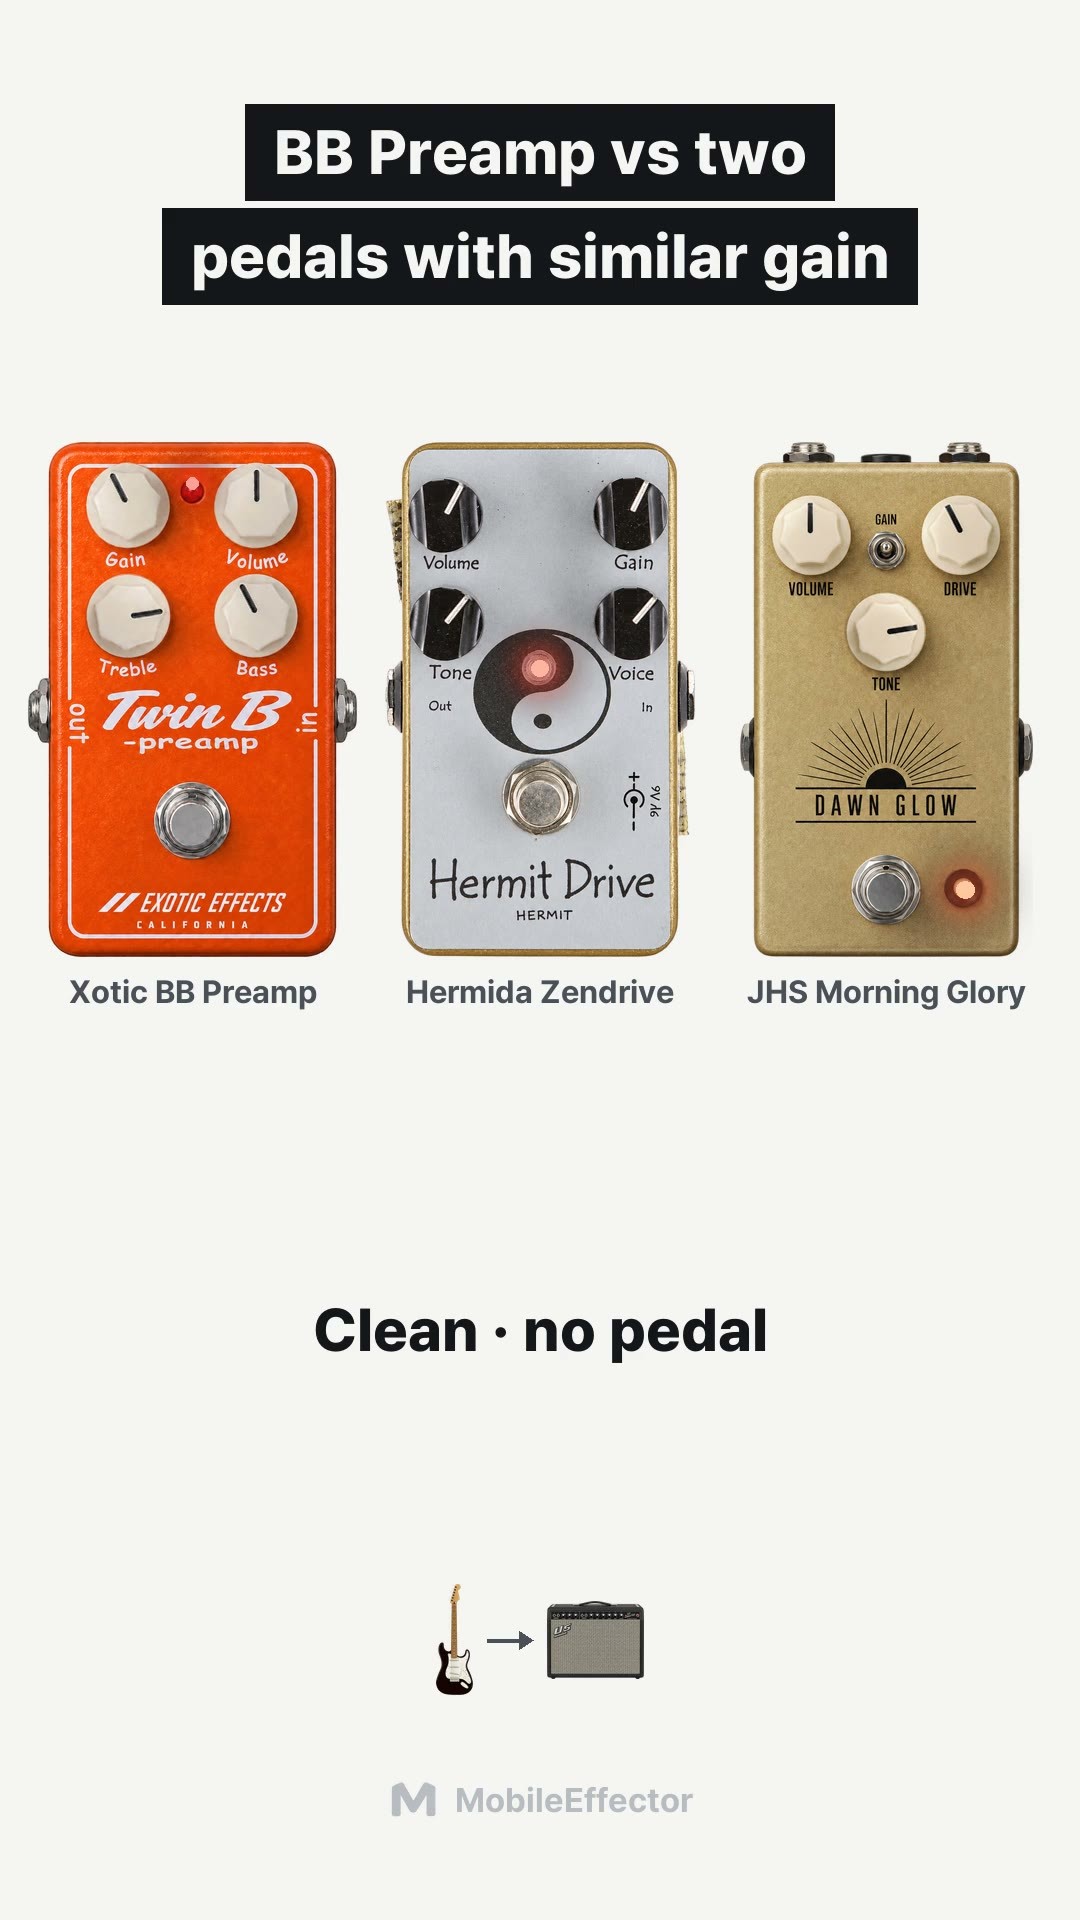 BB Preamp vs two
pedals with similar gain
Gain
Volume
Treble
Bass
out
in
Twin B
-preamp
EXOTIC EFFECTS
CALIFORNIA
Volume
Gain
Tone
Voice
Out
In
+
9V
-
Hermit Drive
HERMIT
GAIN
VOLUME
DRIVE
TONE
DAWN GLOW
Xotic BB Preamp
Hermida Zendrive
JHS Morning Glory
Clean · no pedal
US
MobileEffector